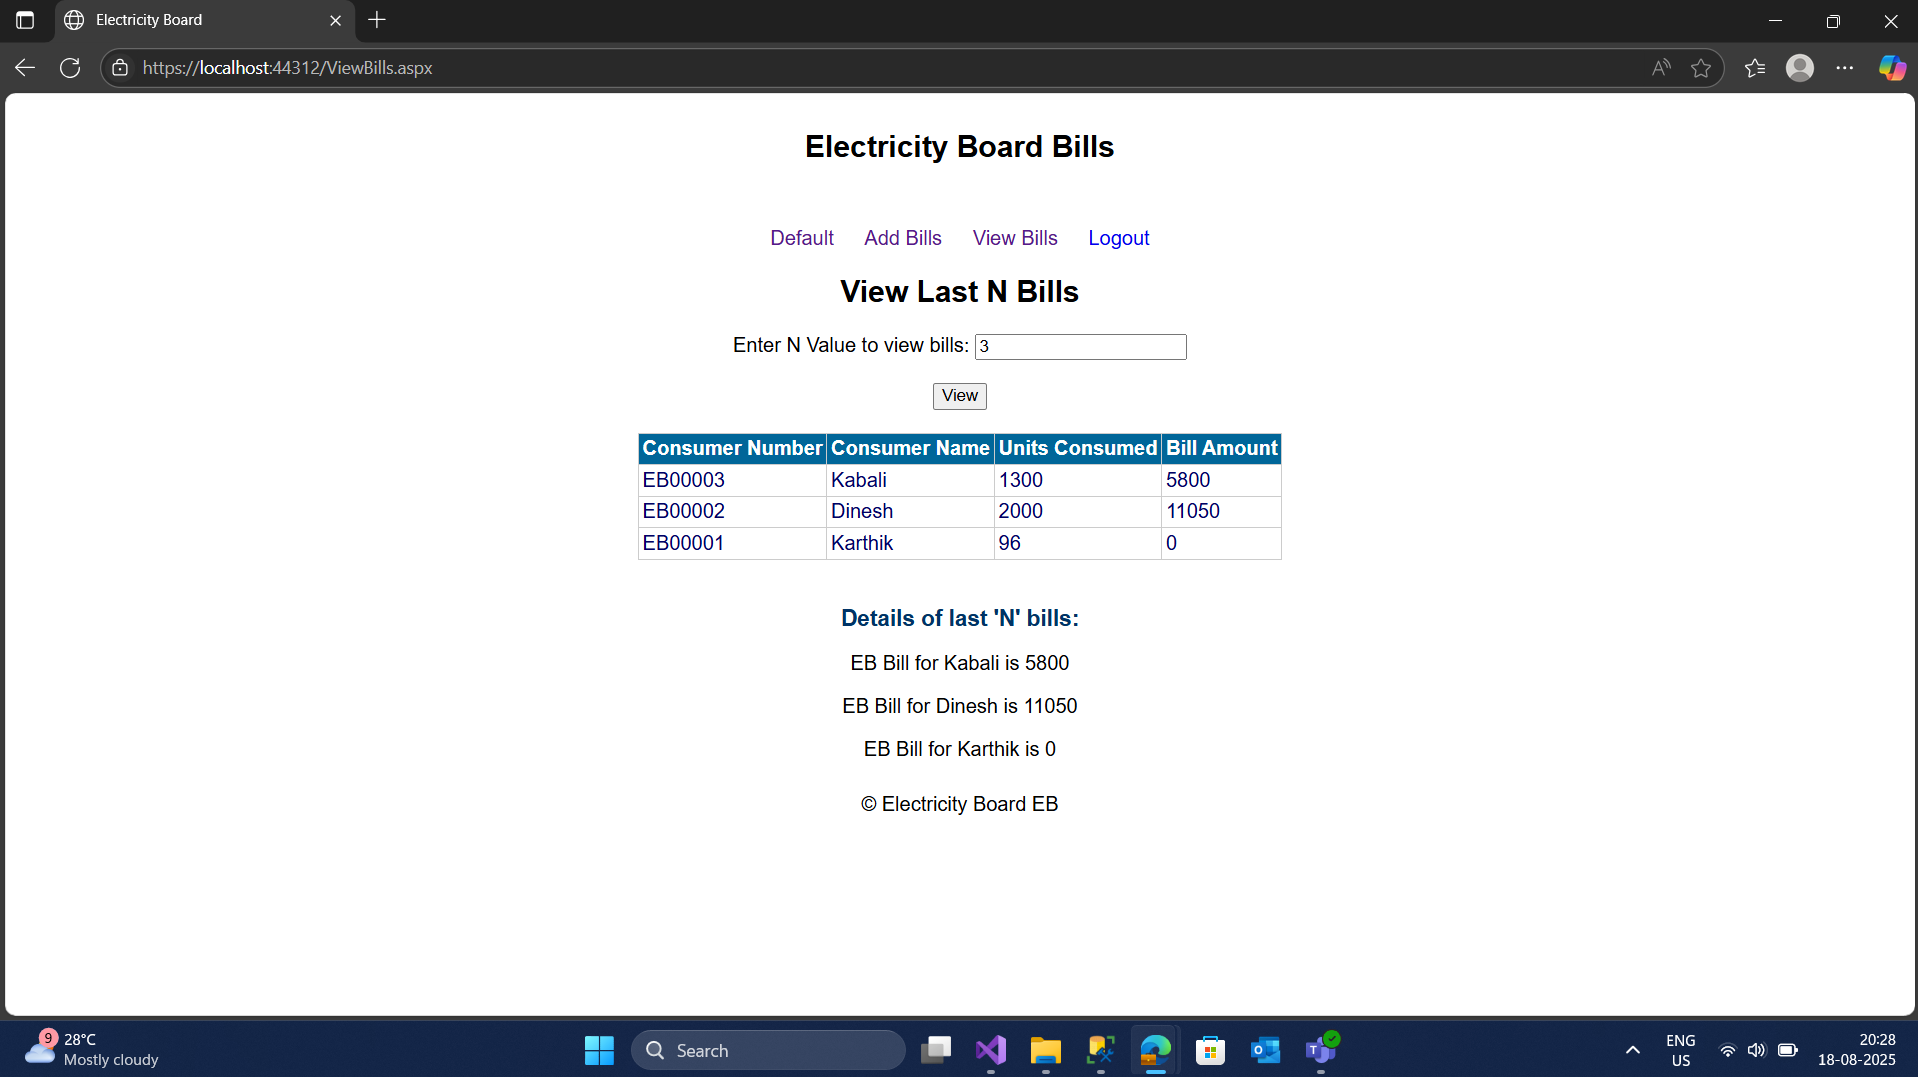 Electricity Board
https://localhost:44312/ViewBills.aspx
Electricity Board Bills
Default Add Bills View Bills Logout
View Last N Bills
Enter N Value to view bills: 3
View
Consumer Number Consumer Name Units Consumed Bill Amount
EB00003 Kabali 1300 5800
EB00002 Dinesh 2000 11050
EB00001 Karthik 96 0
Details of last 'N' bills:
EB Bill for Kabali is 5800
EB Bill for Dinesh is 11050
EB Bill for Karthik is 0
© Electricity Board EB
9 28°C
Mostly cloudy
Search
ENG
US
20:28
18-08-2025